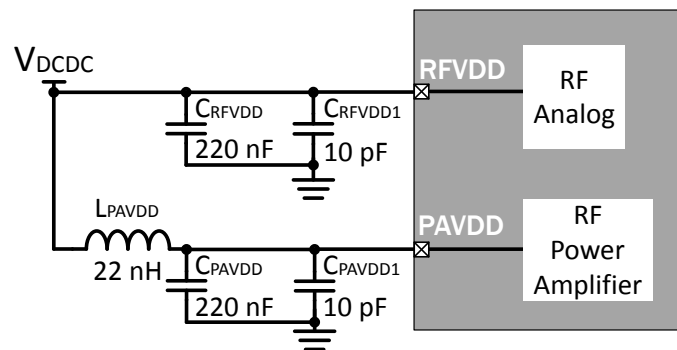 VDCDC
RFVDD
RF
Analog
CRFVDD
220 nF
CRFVDD1
10 pF
LPAVDD
22 nH
PAVDD
RF
Power
Amplifier
CPAVDD
220 nF
CPAVDD1
10 pF